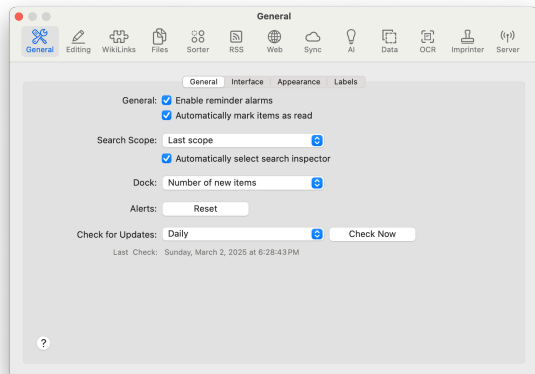 General
General Editing WikiLinks Files Sorter RSS Web Sync AI Data OCR Imprinter Server
General Interface Appearance Labels
General: Enable reminder alarms
Automatically mark items as read
Search Scope: Last scope
Automatically select search inspector
Dock: Number of new items
Alerts: Reset
Check for Updates: Daily Check Now
Last Check: Sunday, March 2, 2025 at 6:28:43 PM
?